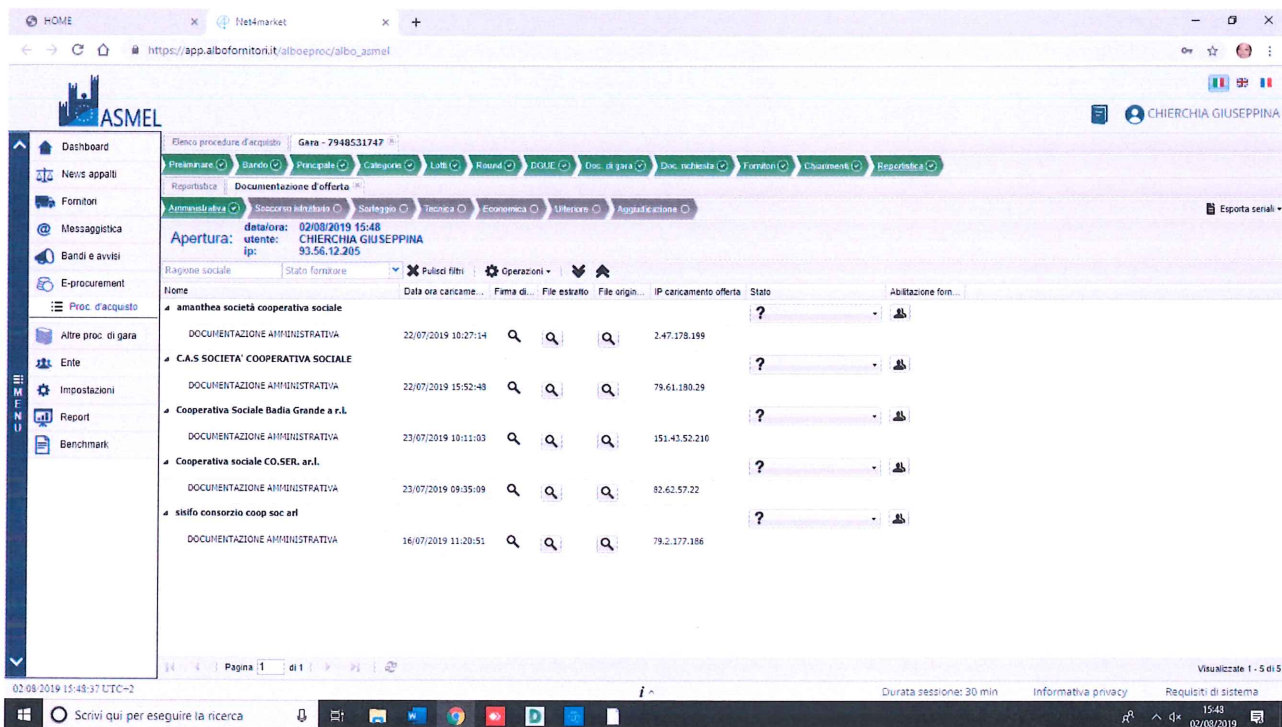 HOME
Net4market
https://app.albofornitori.it/alboeproc/albo_asmel
ASMEL
CHIERCHIA GIUSEPPINA
Elenco procedure d'acquisto
Gara - 7948531747
Preliminare Bando Principale Categorie Lotti Round DGUE Doc. di gara Doc. richiesta Fornitori Chiarimenti Reportistica
Reportistica Documentazione d'offerta
Amministrativa Soccorso istruttorio Sorteggio Tecnica Economica Ulteriore Aggiudicazione
Esporta seriali
Apertura:
data/ora: 02/08/2019 15:48
utente: CHIERCHIA GIUSEPPINA
ip: 93.56.12.205
Ragione sociale Stato fornitore Pulisci filtri Operazioni
Nome Data ora caricame... Firma di... File estratto File origin... IP caricamento offerta Stato Abilitazione forn...
amanthea società cooperativa sociale ?
DOCUMENTAZIONE AMMINISTRATIVA 22/07/2019 10:27:14 2.47.178.199
C.A.S SOCIETA' COOPERATIVA SOCIALE ?
DOCUMENTAZIONE AMMINISTRATIVA 22/07/2019 15:52:48 79.61.180.29
Cooperativa Sociale Badia Grande a r.l. ?
DOCUMENTAZIONE AMMINISTRATIVA 23/07/2019 10:11:03 151.43.52.210
Cooperativa sociale CO.SER. ar.l. ?
DOCUMENTAZIONE AMMINISTRATIVA 23/07/2019 09:35:09 82.62.57.22
sisifo consorzio coop soc arl ?
DOCUMENTAZIONE AMMINISTRATIVA 16/07/2019 11:20:51 79.2.177.186
MENU
Dashboard
News appalti
Fornitori
Messaggistica
Bandi e avvisi
E-procurement
Proc. d'acquisto
Altre proc. di gara
Ente
Impostazioni
Report
Benchmark
Pagina 1 di 1
Visualizzate 1 - 5 di 5
02/08/2019 15:48:37 UTC+2
i
Durata sessione: 30 min Informativa privacy Requisiti di sistema
Scrivi qui per eseguire la ricerca
15:43
02/08/2019